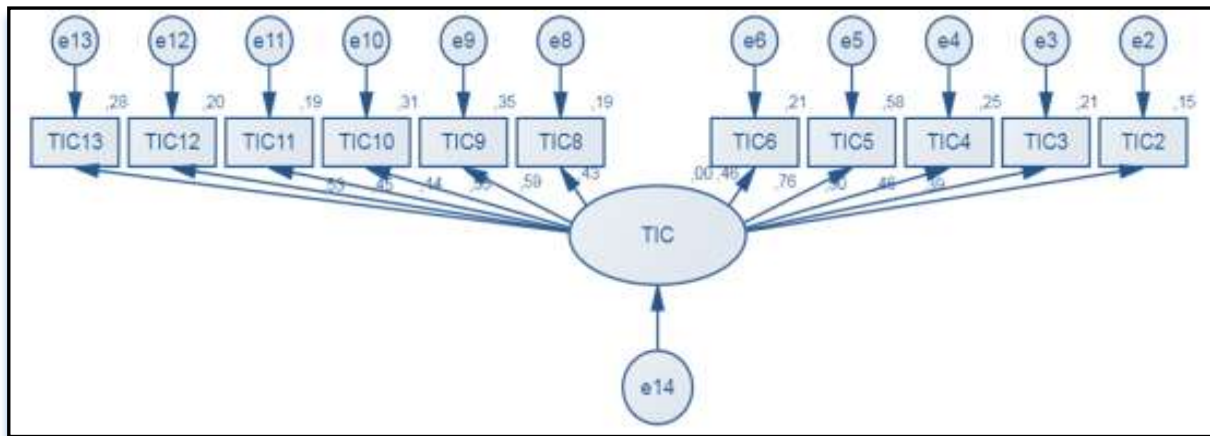 e13 e12 e11 e10 e9 e8 e6 e5 e4 e3 e2
,28 ,20 ,19 ,31 ,35 ,19 ,21 ,58 ,25 ,21 ,15
TIC13 TIC12 TIC11 TIC10 TIC9 TIC8 TIC6 TIC5 TIC4 TIC3 TIC2
,45 ,44 ,59 ,43 ,00 ,46 ,76
TIC
e14